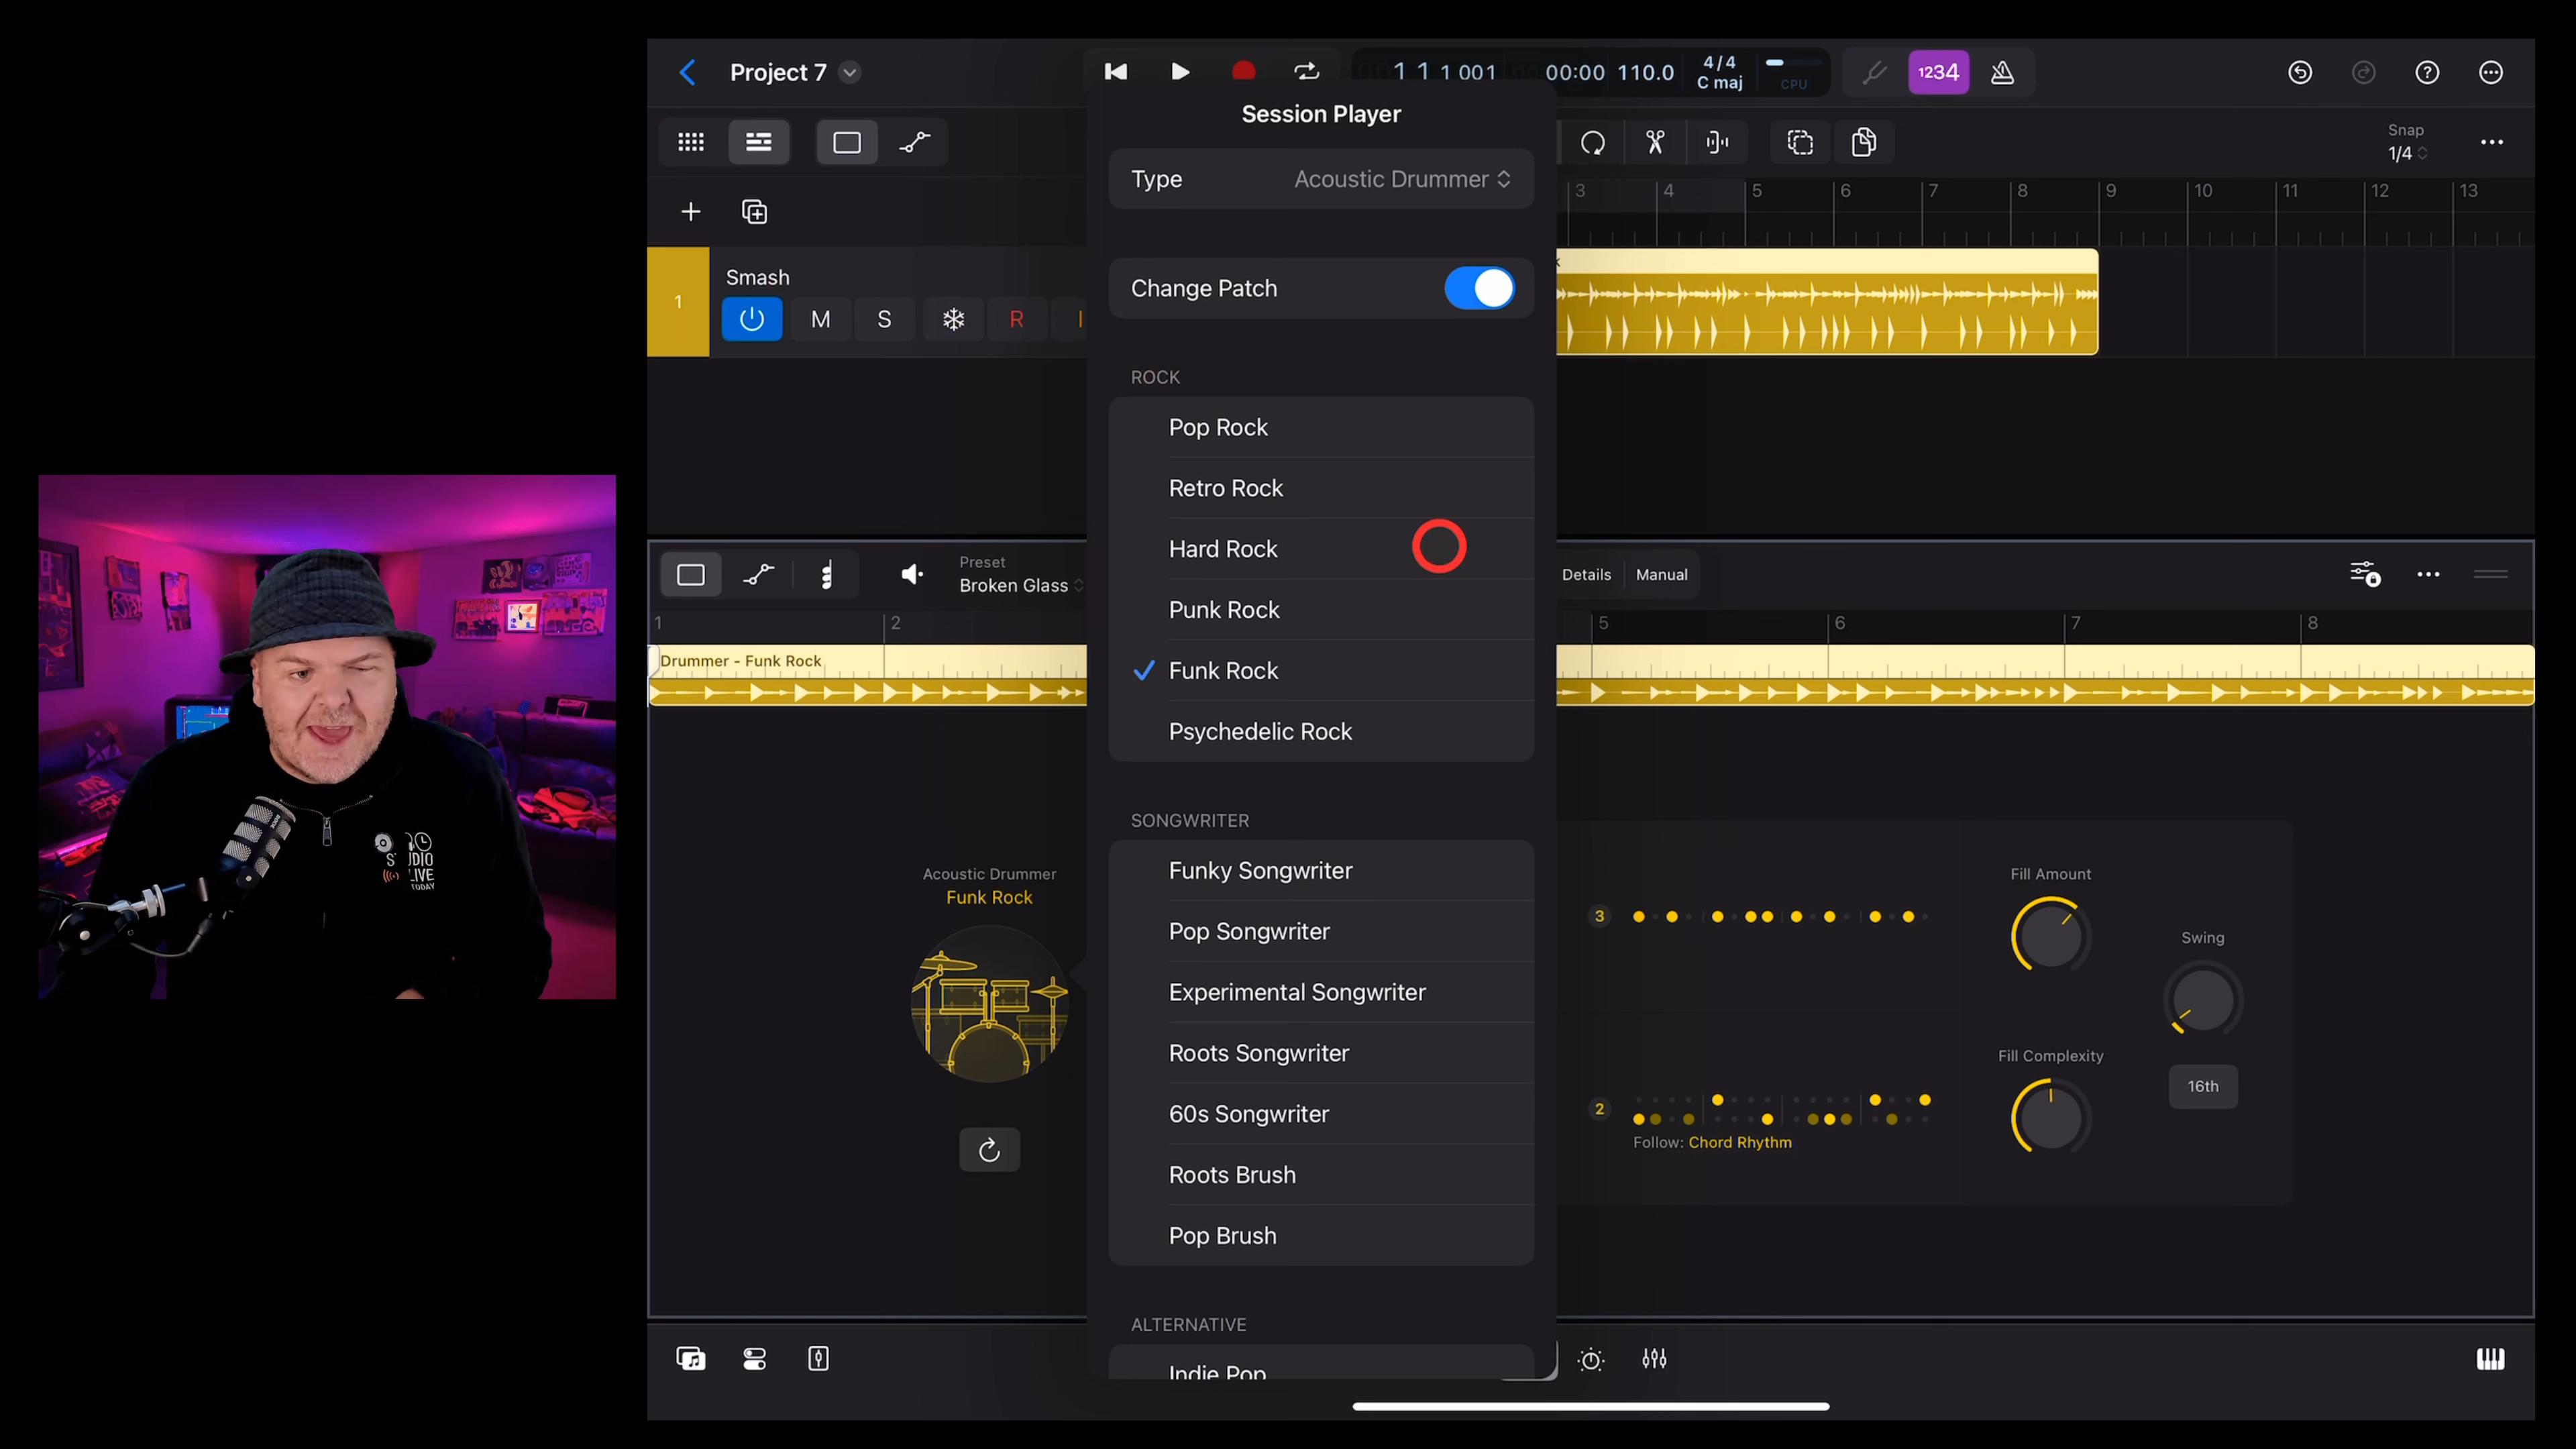 Project 7
1 1 1 001
00:00
110.0
4/4
C maj
CPU
1234
Session Player
Type
Acoustic Drummer
Snap
1/4
3 4 5 6 7 8 9 10 11 12 13
1
Smash
M S R I
Change Patch
ROCK
Pop Rock
Retro Rock
Hard Rock
Punk Rock
Funk Rock
Psychedelic Rock
Preset
Broken Glass
Details
Manual
1 2 5 6 7 8
Drummer - Funk Rock
SONGWRITER
Funky Songwriter
Pop Songwriter
Experimental Songwriter
Roots Songwriter
60s Songwriter
Roots Brush
Pop Brush
ALTERNATIVE
Indie Pop
Acoustic Drummer
Funk Rock
3
2
Follow: Chord Rhythm
Fill Amount
Fill Complexity
Swing
16th
LIVE
TODAY